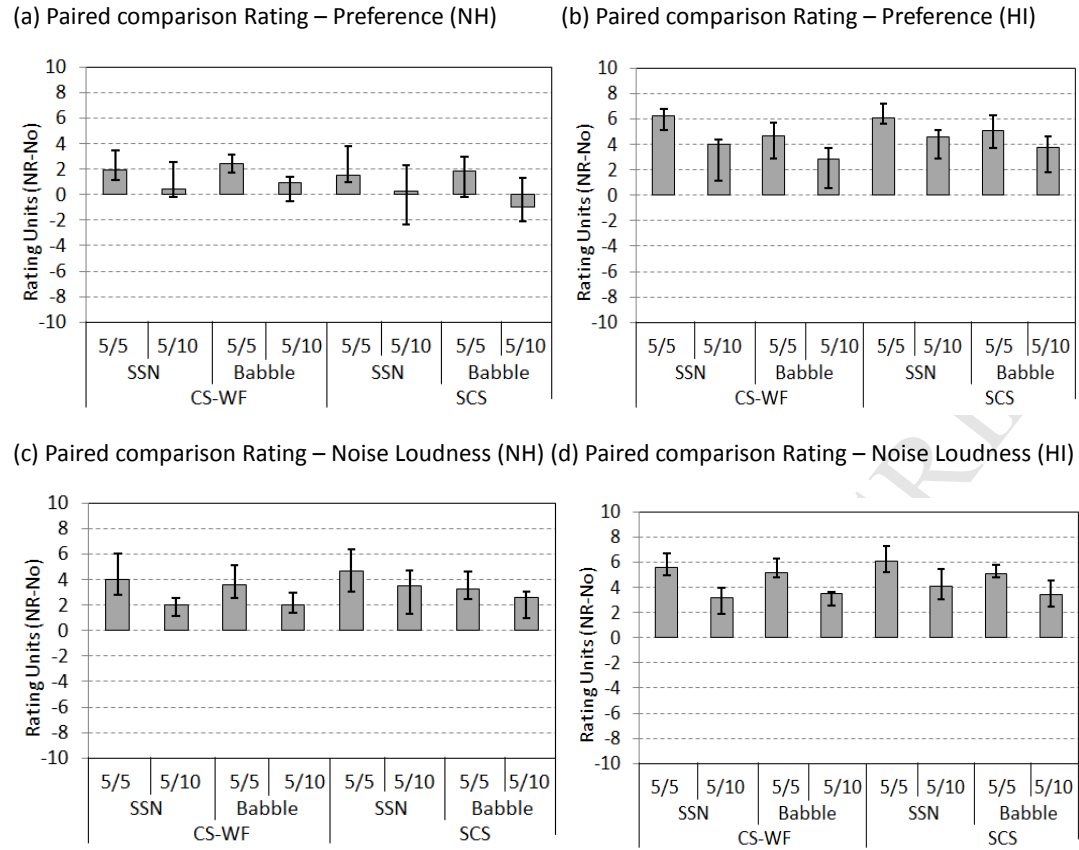 (a) Paired comparison Rating – Preference (NH)
10
8
6
4
2
0
-2
-4
-6
-8
-10
Rating Units (NR-No)
5/5 5/10 5/5 5/10 5/5 5/10 5/5 5/10
SSN Babble SSN Babble
CS-WF SCS
(b) Paired comparison Rating – Preference (HI)
10
8
6
4
2
0
-2
-4
-6
-8
-10
Rating Units (NR-No)
5/5 5/10 5/5 5/10 5/5 5/10 5/5 5/10
SSN Babble SSN Babble
CS-WF SCS
(c) Paired comparison Rating – Noise Loudness (NH)
10
8
6
4
2
0
-2
-4
-6
-8
-10
Rating Units (NR-No)
5/5 5/10 5/5 5/10 5/5 5/10 5/5 5/10
SSN Babble SSN Babble
CS-WF SCS
(d) Paired comparison Rating – Noise Loudness (HI)
10
8
6
4
2
0
-2
-4
-6
-8
-10
Rating Units (NR-No)
5/5 5/10 5/5 5/10 5/5 5/10 5/5 5/10
SSN Babble SSN Babble
CS-WF SCS